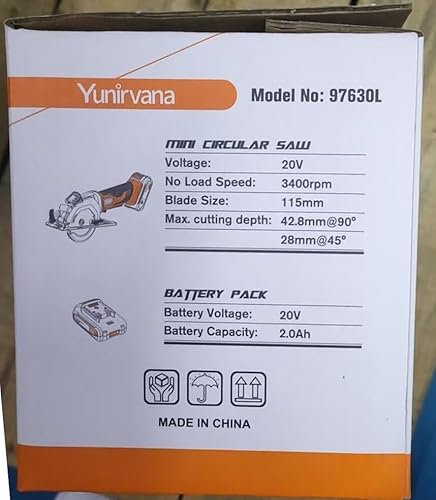 Yunirvana
Model No: 97630L
MINI CIRCULAR SAW
Voltage: 20V
No Load Speed: 3400rpm
Blade Size: 115mm
Max. cutting depth: 42.8mm@90°
28mm@45°
BATTERY PACK
Battery Voltage: 20V
Battery Capacity: 2.0Ah
MADE IN CHINA